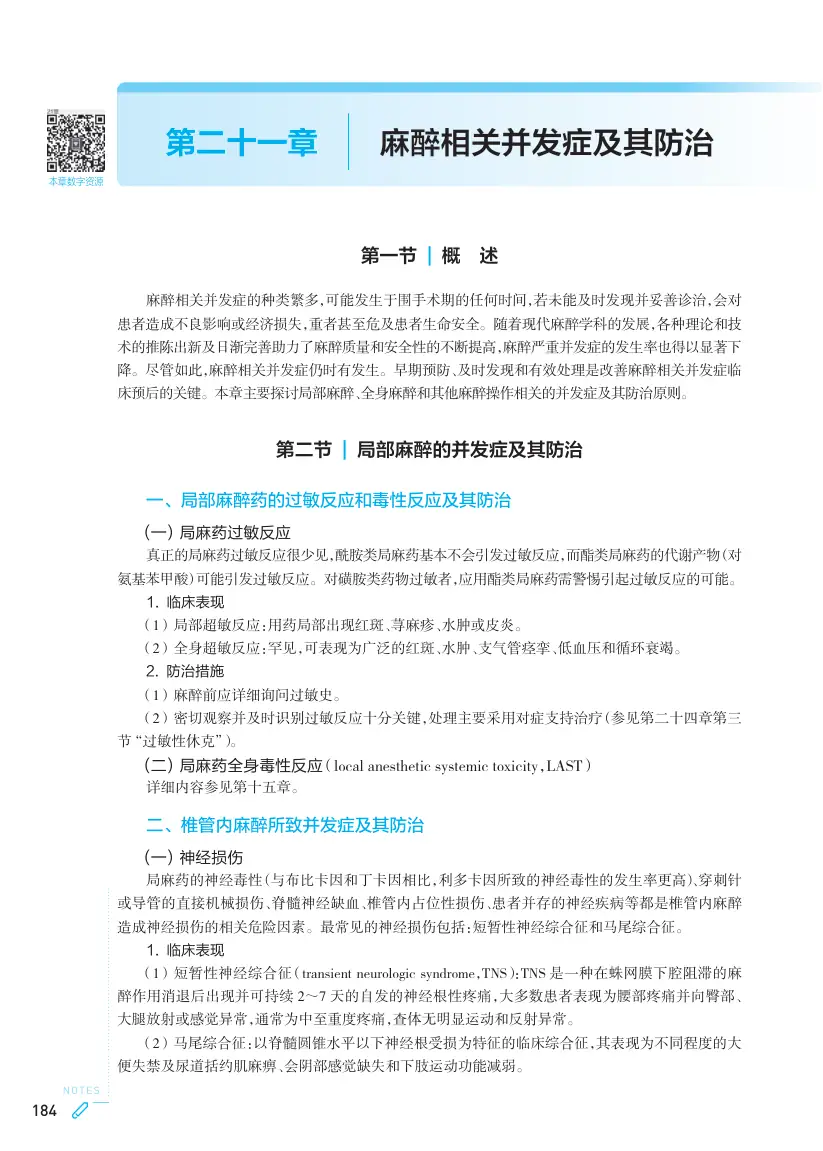 本章数字资源
第二十一章 麻醉相关并发症及其防治
第一节 | 概 述
麻醉相关并发症的种类繁多,可能发生于围手术期的任何时间,若未能及时发现并妥善诊治,会对
患者造成不良影响或经济损失,重者甚至危及患者生命安全。随着现代麻醉学科的发展,各种理论和技
术的推陈出新及日渐完善助力了麻醉质量和安全性的不断提高,麻醉严重并发症的发生率也得以显著下
降。尽管如此,麻醉相关并发症仍时有发生。早期预防、及时发现和有效处理是改善麻醉相关并发症临
床预后的关键。本章主要探讨局部麻醉、全身麻醉和其他麻醉操作相关的并发症及其防治原则。
第二节 | 局部麻醉的并发症及其防治
一、局部麻醉药的过敏反应和毒性反应及其防治
(一)局麻药过敏反应
真正的局麻药过敏反应很少见,酰胺类局麻药基本不会引发过敏反应,而酯类局麻药的代谢产物(对
氨基苯甲酸)可能引发过敏反应。对磺胺类药物过敏者,应用酯类局麻药需警惕引起过敏反应的可能。
1. 临床表现
(1)局部超敏反应:用药局部出现红斑、荨麻疹、水肿或皮炎。
(2)全身超敏反应:罕见,可表现为广泛的红斑、水肿、支气管痉挛、低血压和循环衰竭。
2. 防治措施
(1)麻醉前应详细询问过敏史。
(2)密切观察并及时识别过敏反应十分关键,处理主要采用对症支持治疗(参见第二十四章第三
节“过敏性休克”)。
(二)局麻药全身毒性反应(local anesthetic systemic toxicity,LAST)
详细内容参见第十五章。
二、椎管内麻醉所致并发症及其防治
(一)神经损伤
局麻药的神经毒性(与布比卡因和丁卡因相比,利多卡因所致的神经毒性的发生率更高)、穿刺针
或导管的直接机械损伤、脊髓神经缺血、椎管内占位性损伤、患者并存的神经疾病等都是椎管内麻醉
造成神经损伤的相关危险因素。最常见的神经损伤包括:短暂性神经综合征和马尾综合征。
1. 临床表现
(1)短暂性神经综合征(transient neurologic syndrome,TNS):TNS 是一种在蛛网膜下腔阻滞的麻
醉作用消退后出现并可持续 2~7 天的自发的神经根性疼痛,大多数患者表现为腰部疼痛并向臀部、
大腿放射或感觉异常,通常为中至重度疼痛,查体无明显运动和反射异常。
(2)马尾综合征:以脊髓圆锥水平以下神经根受损为特征的临床综合征,其表现为不同程度的大
便失禁及尿道括约肌麻痹、会阴部感觉缺失和下肢运动功能减弱。
NOTES
184